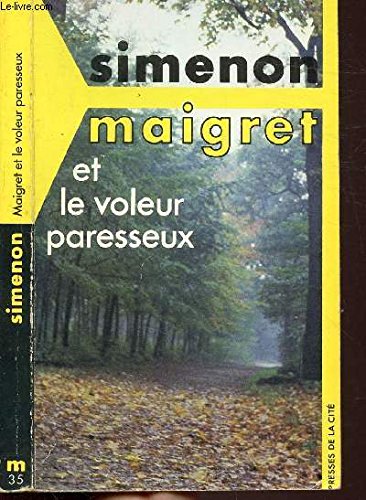 Le-livre.com
simenon
maigret
et
le voleur
paresseux
PRESSES DE LA CITÉ
simenon Maigret et le voleur paresseux
m
35